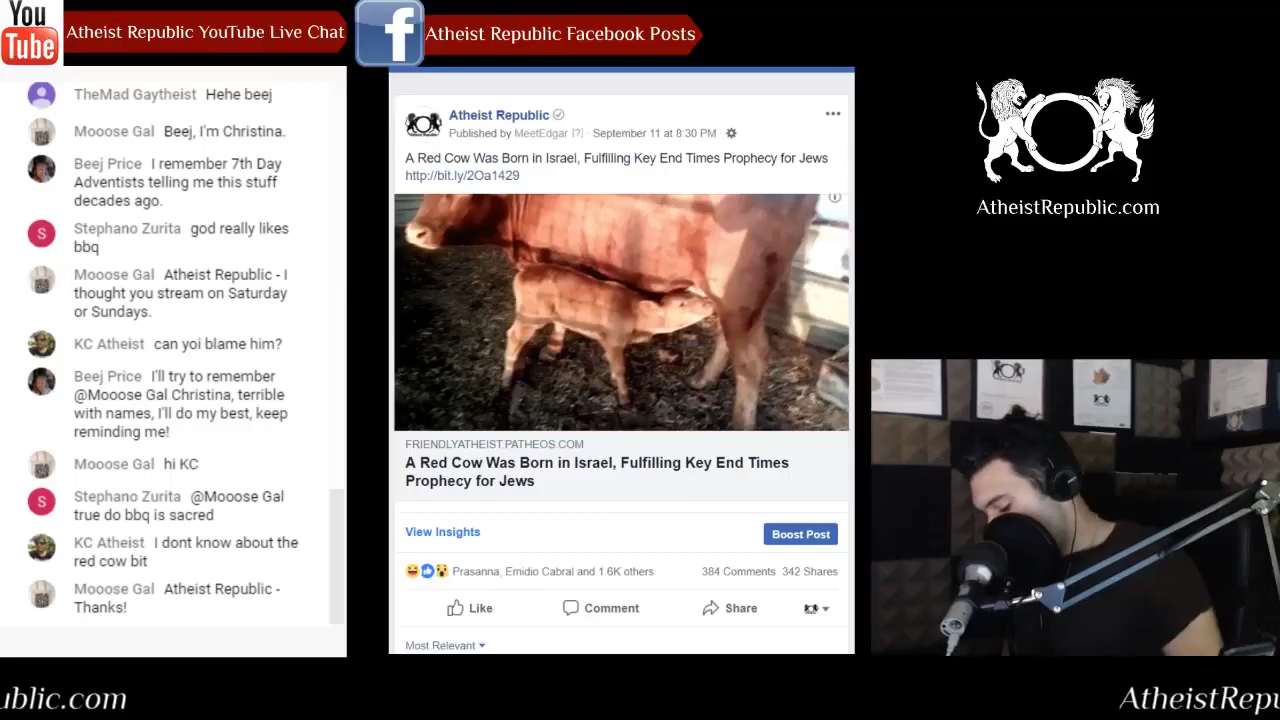 You
Tube
Atheist Republic YouTube Live Chat
f
Atheist Republic Facebook Posts
TheMad Gaytheist Hehe beej
Mooose Gal Beej, I'm Christina.
Beej Price I remember 7th Day
Adventists telling me this stuff
decades ago.
Stephano Zurita god really likes
bbq
Mooose Gal Atheist Republic - I
thought you stream on Saturday
or Sundays.
KC Atheist can yoi blame him?
Beej Price I'll try to remember
@Mooose Gal Christina, terrible
with names, I'll do my best, keep
reminding me!
Mooose Gal hi KC
S Stephano Zurita @Mooose Gal
true do bbq is sacred
KC Atheist I dont know about the
red cow bit
Mooose Gal Atheist Republic -
Thanks!
Atheist Republic
Published by MeetEdgar [?] · September 11 at 8:30 PM ·
A Red Cow Was Born in Israel, Fulfilling Key End Times Prophecy for Jews
http://bit.ly/2Oa1429
FRIENDLYATHEIST.PATHEOS.COM
A Red Cow Was Born in Israel, Fulfilling Key End Times
Prophecy for Jews
View Insights
Boost Post
Prasanna, Emidio Cabral and 1.6K others
384 Comments 342 Shares
Like Comment Share
Most Relevant
AtheistRepublic.com
ublic.com
AtheistRepu